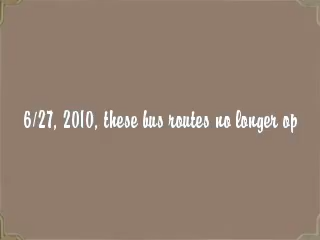 6/27, 2010, these bus routes no longer op